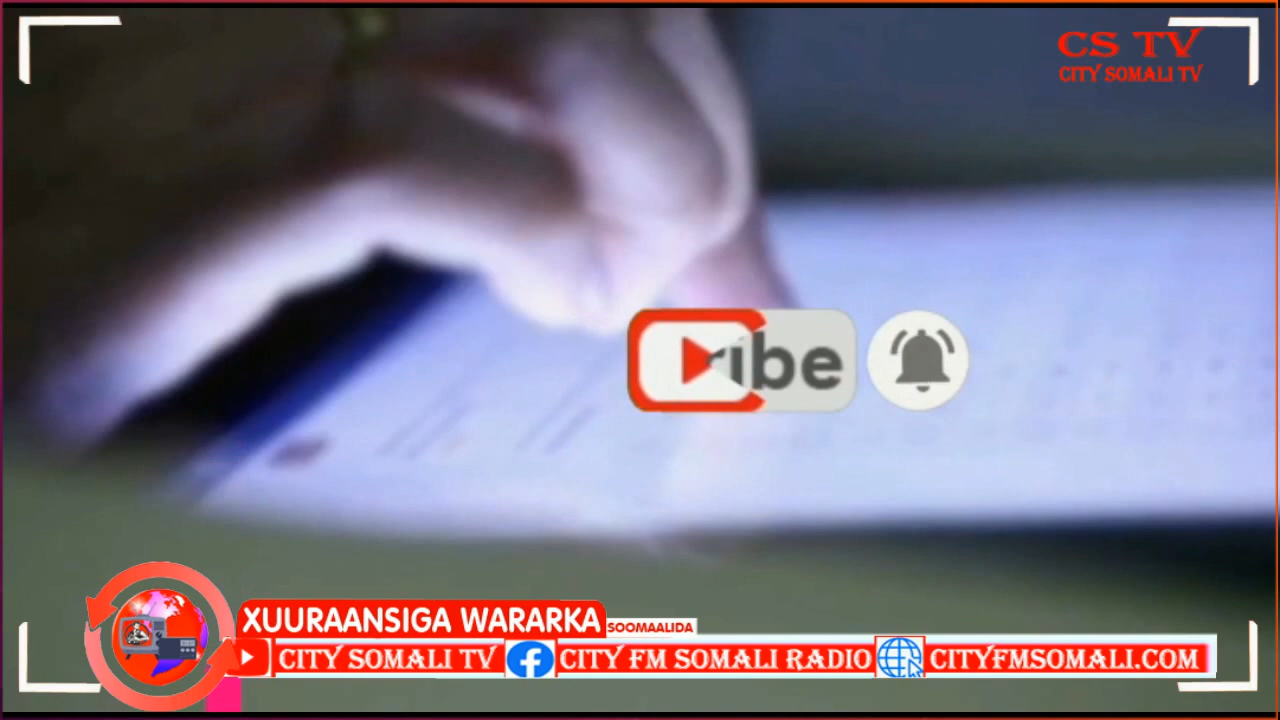 CS TV
CITY SOMALI TV
ribe
XUURAANSIGA WARARKA
SOOMAALIDA
CITY SOMALI TV CITY FM SOMALI RADIO CITYFMSOMALI.COM